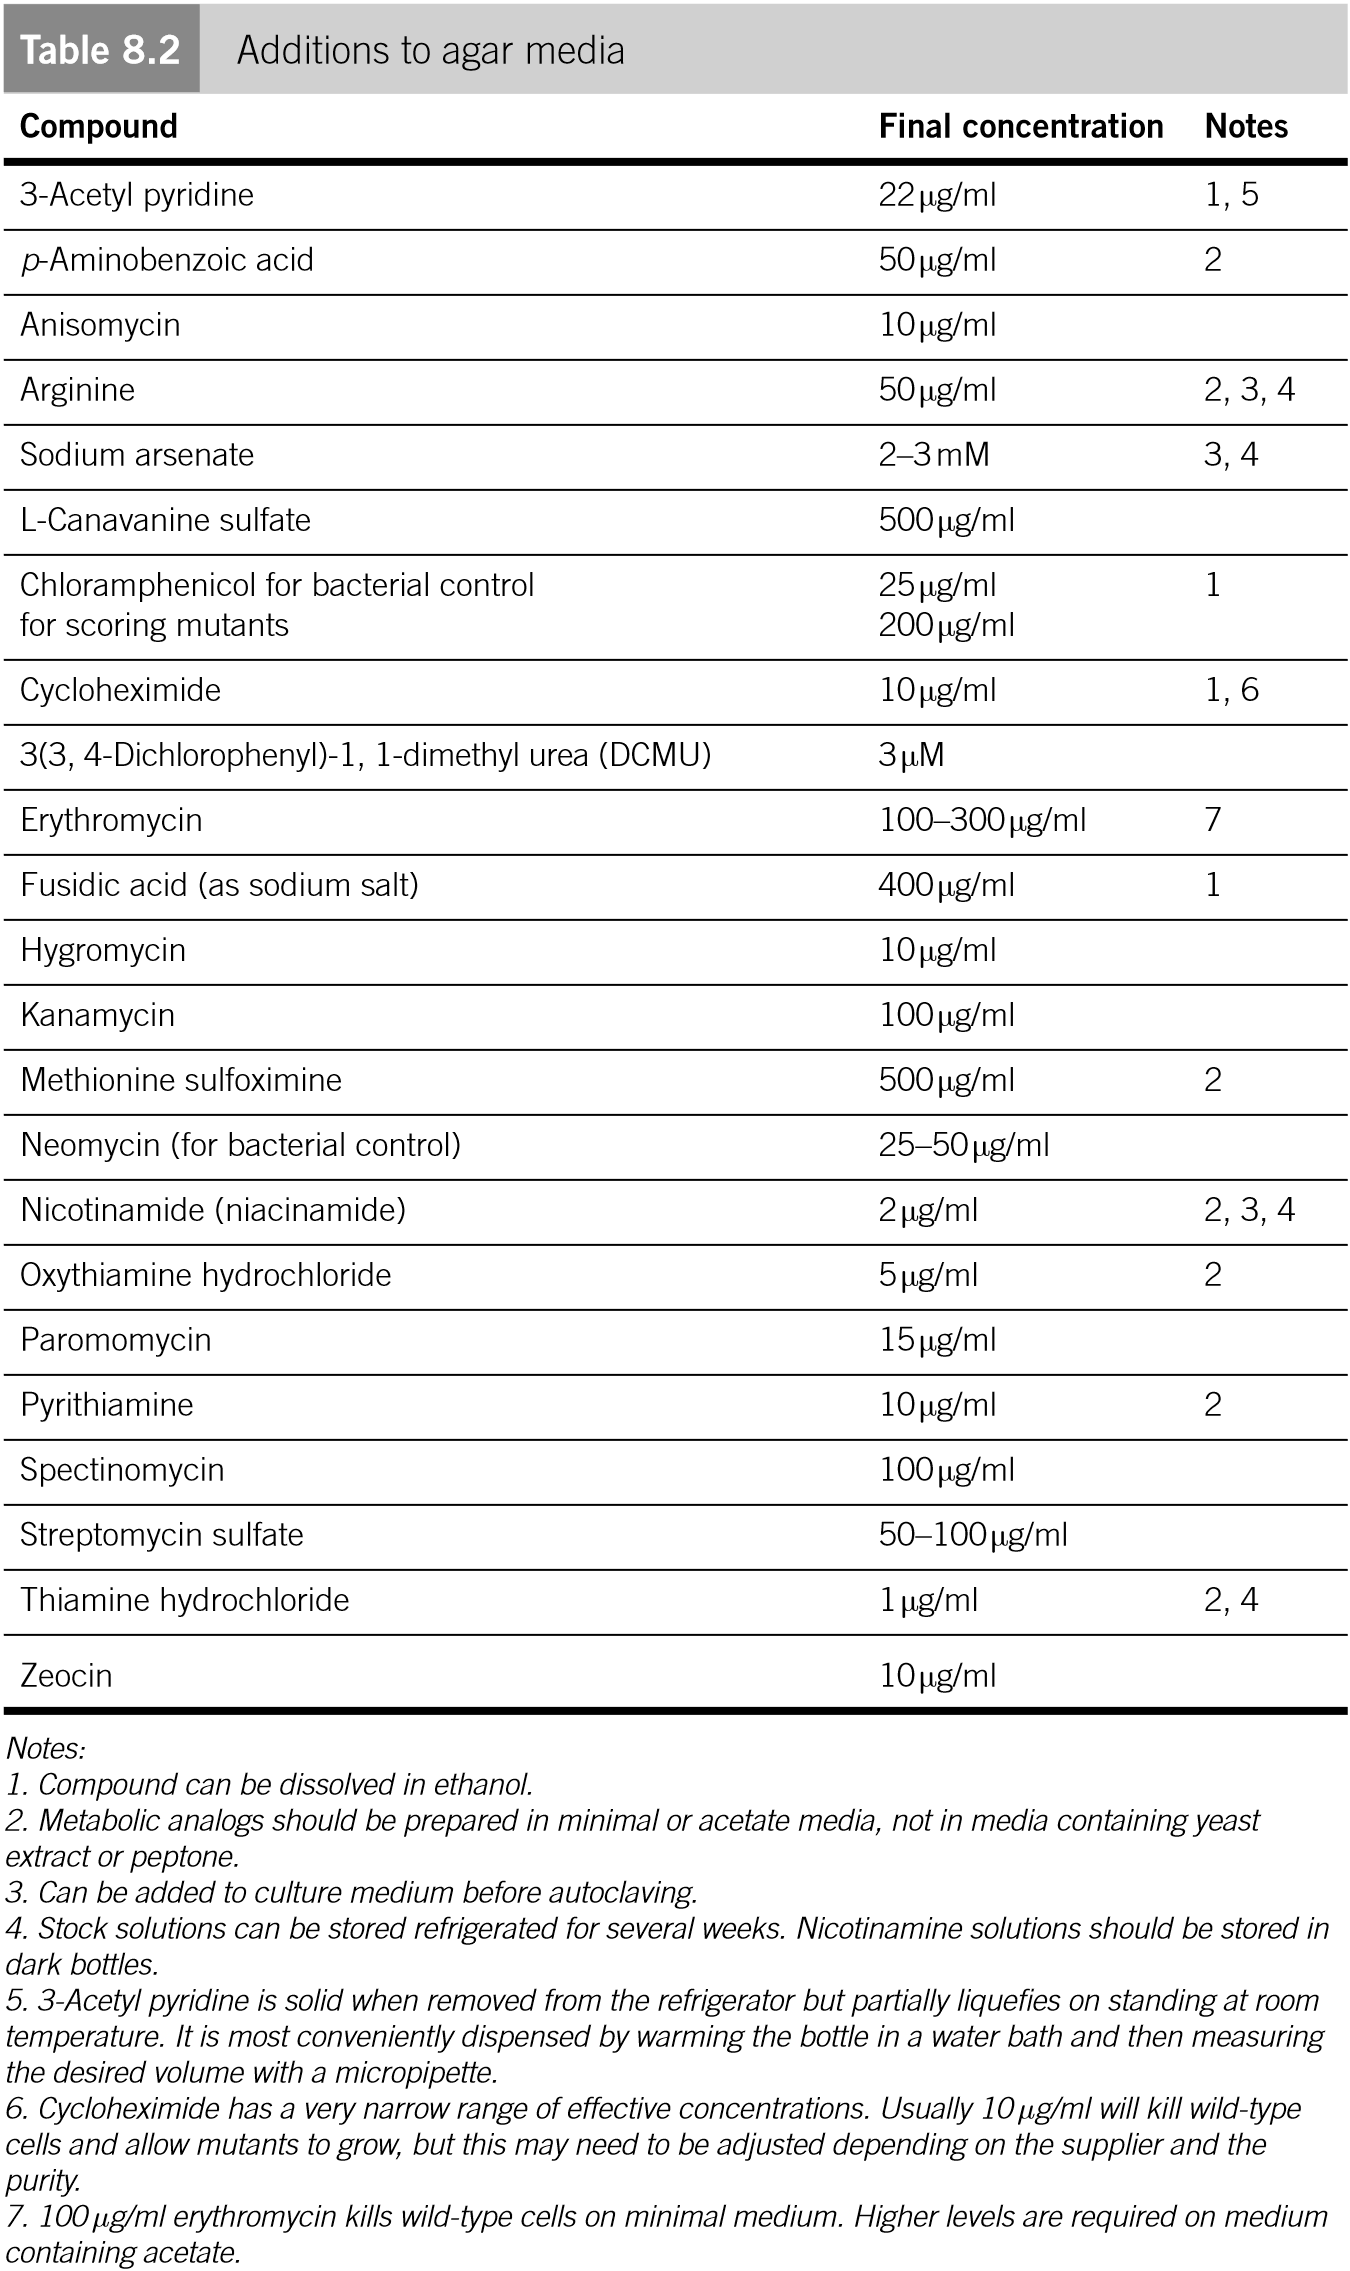 Table 8.2 Additions to agar media
Compound Final concentration Notes
3-Acetyl pyridine 22 μg/ml 1, 5
p-Aminobenzoic acid 50 μg/ml 2
Anisomycin 10 μg/ml
Arginine 50 μg/ml 2, 3, 4
Sodium arsenate 2–3 mM 3, 4
L-Canavanine sulfate 500 μg/ml
Chloramphenicol for bacterial control 25 μg/ml 1
for scoring mutants 200 μg/ml
Cycloheximide 10 μg/ml 1, 6
3(3, 4-Dichlorophenyl)-1, 1-dimethyl urea (DCMU) 3 μM
Erythromycin 100–300 μg/ml 7
Fusidic acid (as sodium salt) 400 μg/ml 1
Hygromycin 10 μg/ml
Kanamycin 100 μg/ml
Methionine sulfoximine 500 μg/ml 2
Neomycin (for bacterial control) 25–50 μg/ml
Nicotinamide (niacinamide) 2 μg/ml 2, 3, 4
Oxythiamine hydrochloride 5 μg/ml 2
Paromomycin 15 μg/ml
Pyrithiamine 10 μg/ml 2
Spectinomycin 100 μg/ml
Streptomycin sulfate 50–100 μg/ml
Thiamine hydrochloride 1 μg/ml 2, 4
Zeocin 10 μg/ml
Notes:
1. Compound can be dissolved in ethanol.
2. Metabolic analogs should be prepared in minimal or acetate media, not in media containing yeast
extract or peptone.
3. Can be added to culture medium before autoclaving.
4. Stock solutions can be stored refrigerated for several weeks. Nicotinamine solutions should be stored in
dark bottles.
5. 3-Acetyl pyridine is solid when removed from the refrigerator but partially liquefies on standing at room
temperature. It is most conveniently dispensed by warming the bottle in a water bath and then measuring
the desired volume with a micropipette.
6. Cycloheximide has a very narrow range of effective concentrations. Usually 10 μg/ml will kill wild-type
cells and allow mutants to grow, but this may need to be adjusted depending on the supplier and the
purity.
7. 100 μg/ml erythromycin kills wild-type cells on minimal medium. Higher levels are required on medium
containing acetate.